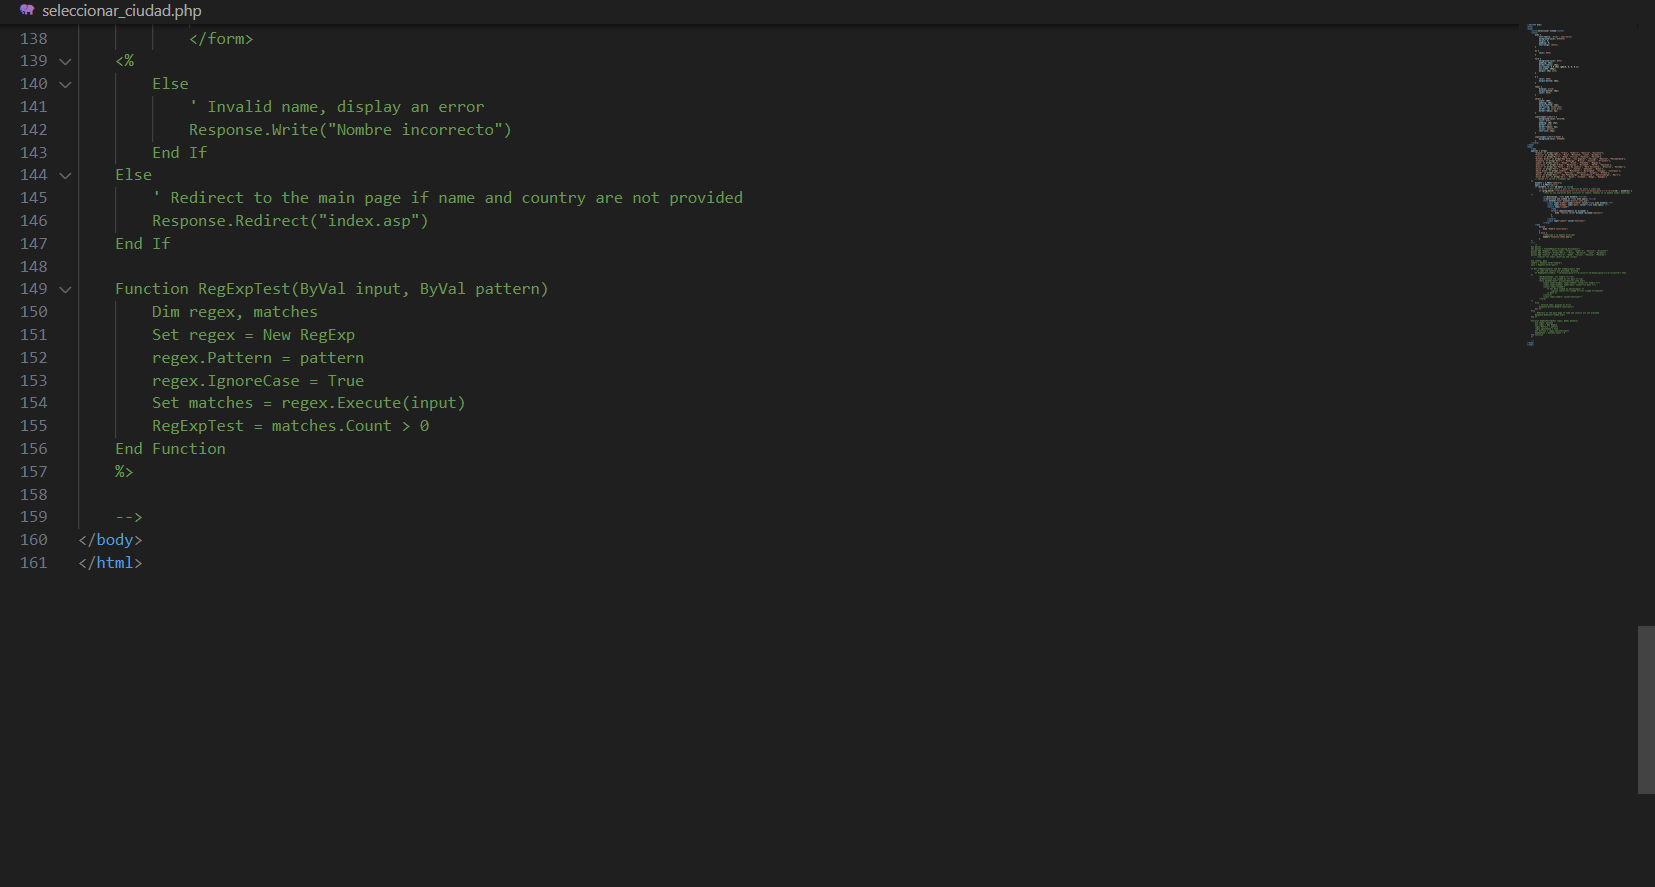 seleccionar_ciudad.php
138 </form>
139 <%
140 Else
141 ' Invalid name, display an error
142 Response.Write("Nombre incorrecto")
143 End If
144 Else
145 ' Redirect to the main page if name and country are not provided
146 Response.Redirect("index.asp")
147 End If
148
149 Function RegExpTest(ByVal input, ByVal pattern)
150 Dim regex, matches
151 Set regex = New RegExp
152 regex.Pattern = pattern
153 regex.IgnoreCase = True
154 Set matches = regex.Execute(input)
155 RegExpTest = matches.Count > 0
156 End Function
157 %>
158
159 -->
160 </body>
161 </html>